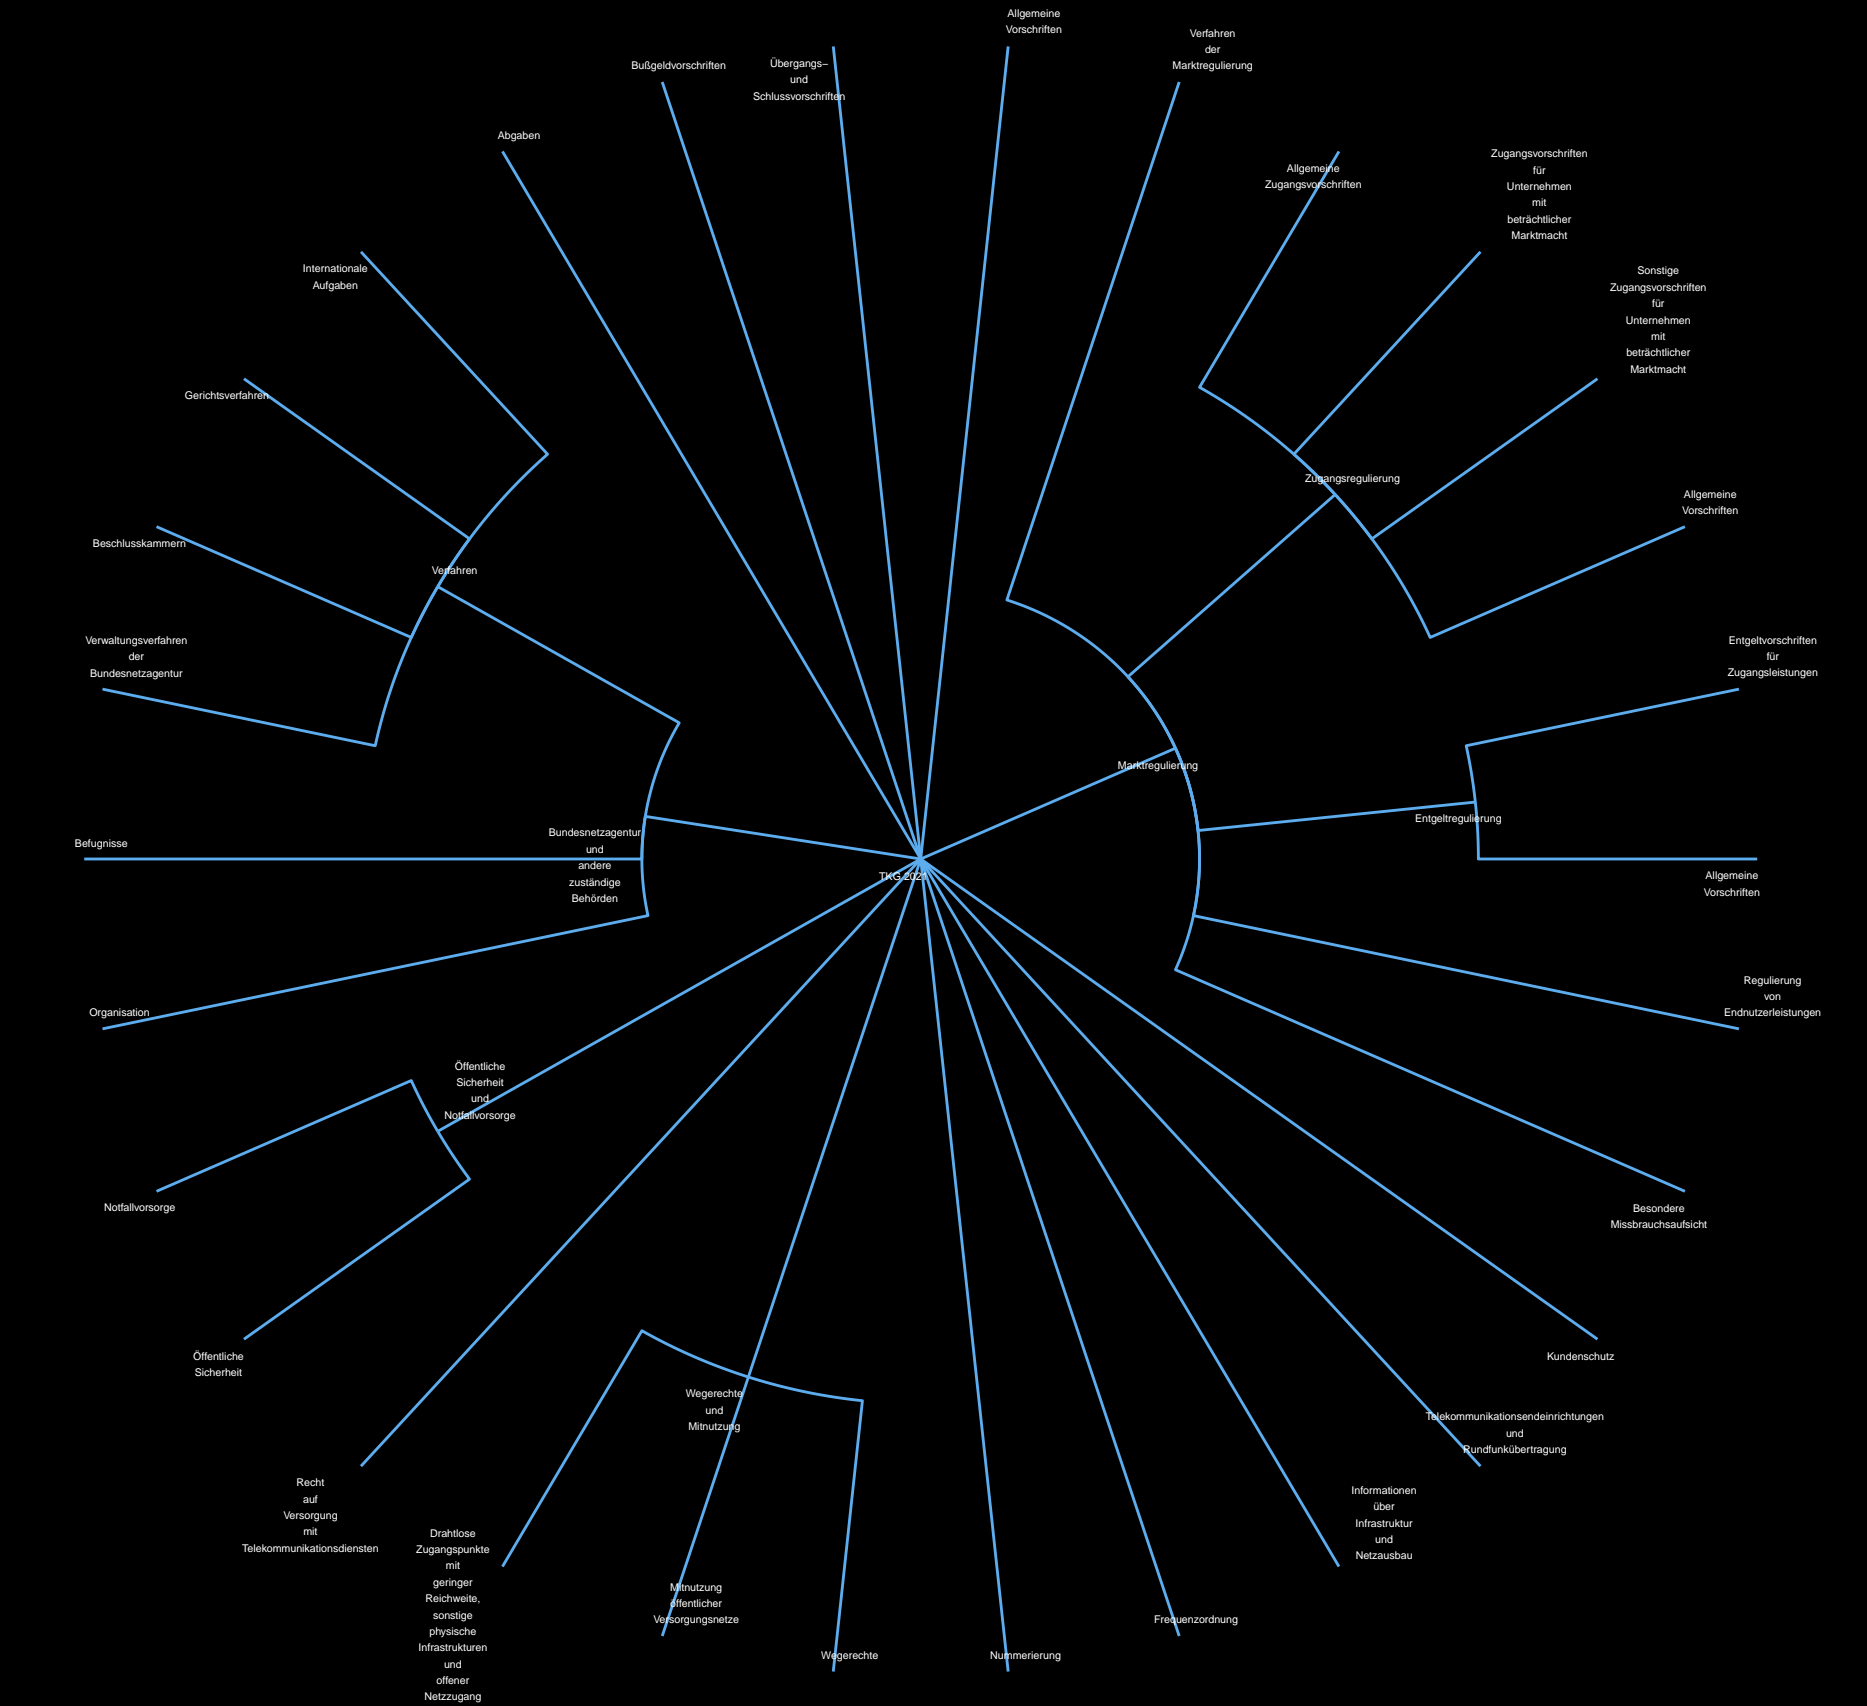 Allgemeine
Vorschriften
Verfahren
der
Marktregulierung
Bußgeldvorschriften
Übergangs–
und
Schlussvorschriften
Abgaben
Allgemeine
Zugangsvorschriften
Zugangsvorschriften
für
Unternehmen
mit
beträchtlicher
Marktmacht
Internationale
Aufgaben
Sonstige
Zugangsvorschriften
für
Unternehmen
mit
beträchtlicher
Marktmacht
Gerichtsverfahren
Zugangsregulierung
Allgemeine
Vorschriften
Beschlusskammern
Verfahren
Verwaltungsverfahren
der
Bundesnetzagentur
Entgeltvorschriften
für
Zugangsleistungen
Marktregulierung
Entgeltregulierung
Befugnisse
Bundesnetzagentur
und
andere
zuständige
Behörden
TKG 2021
Allgemeine
Vorschriften
Organisation
Regulierung
von
Endnutzerleistungen
Öffentliche
Sicherheit
und
Notfallvorsorge
Notfallvorsorge
Besondere
Missbrauchsaufsicht
Öffentliche
Sicherheit
Kundenschutz
Wegerechte
und
Mitnutzung
Telekommunikationsendeinrichtungen
und
Rundfunkübertragung
Recht
auf
Versorgung
mit
Telekommunikationsdiensten
Informationen
über
Infrastruktur
und
Netzausbau
Drahtlose
Zugangspunkte
mit
geringer
Reichweite,
sonstige
physische
Infrastrukturen
und
offener
Netzzugang
Mitnutzung
öffentlicher
Versorgungsnetze
Frequenzordnung
Wegerechte
Nummerierung